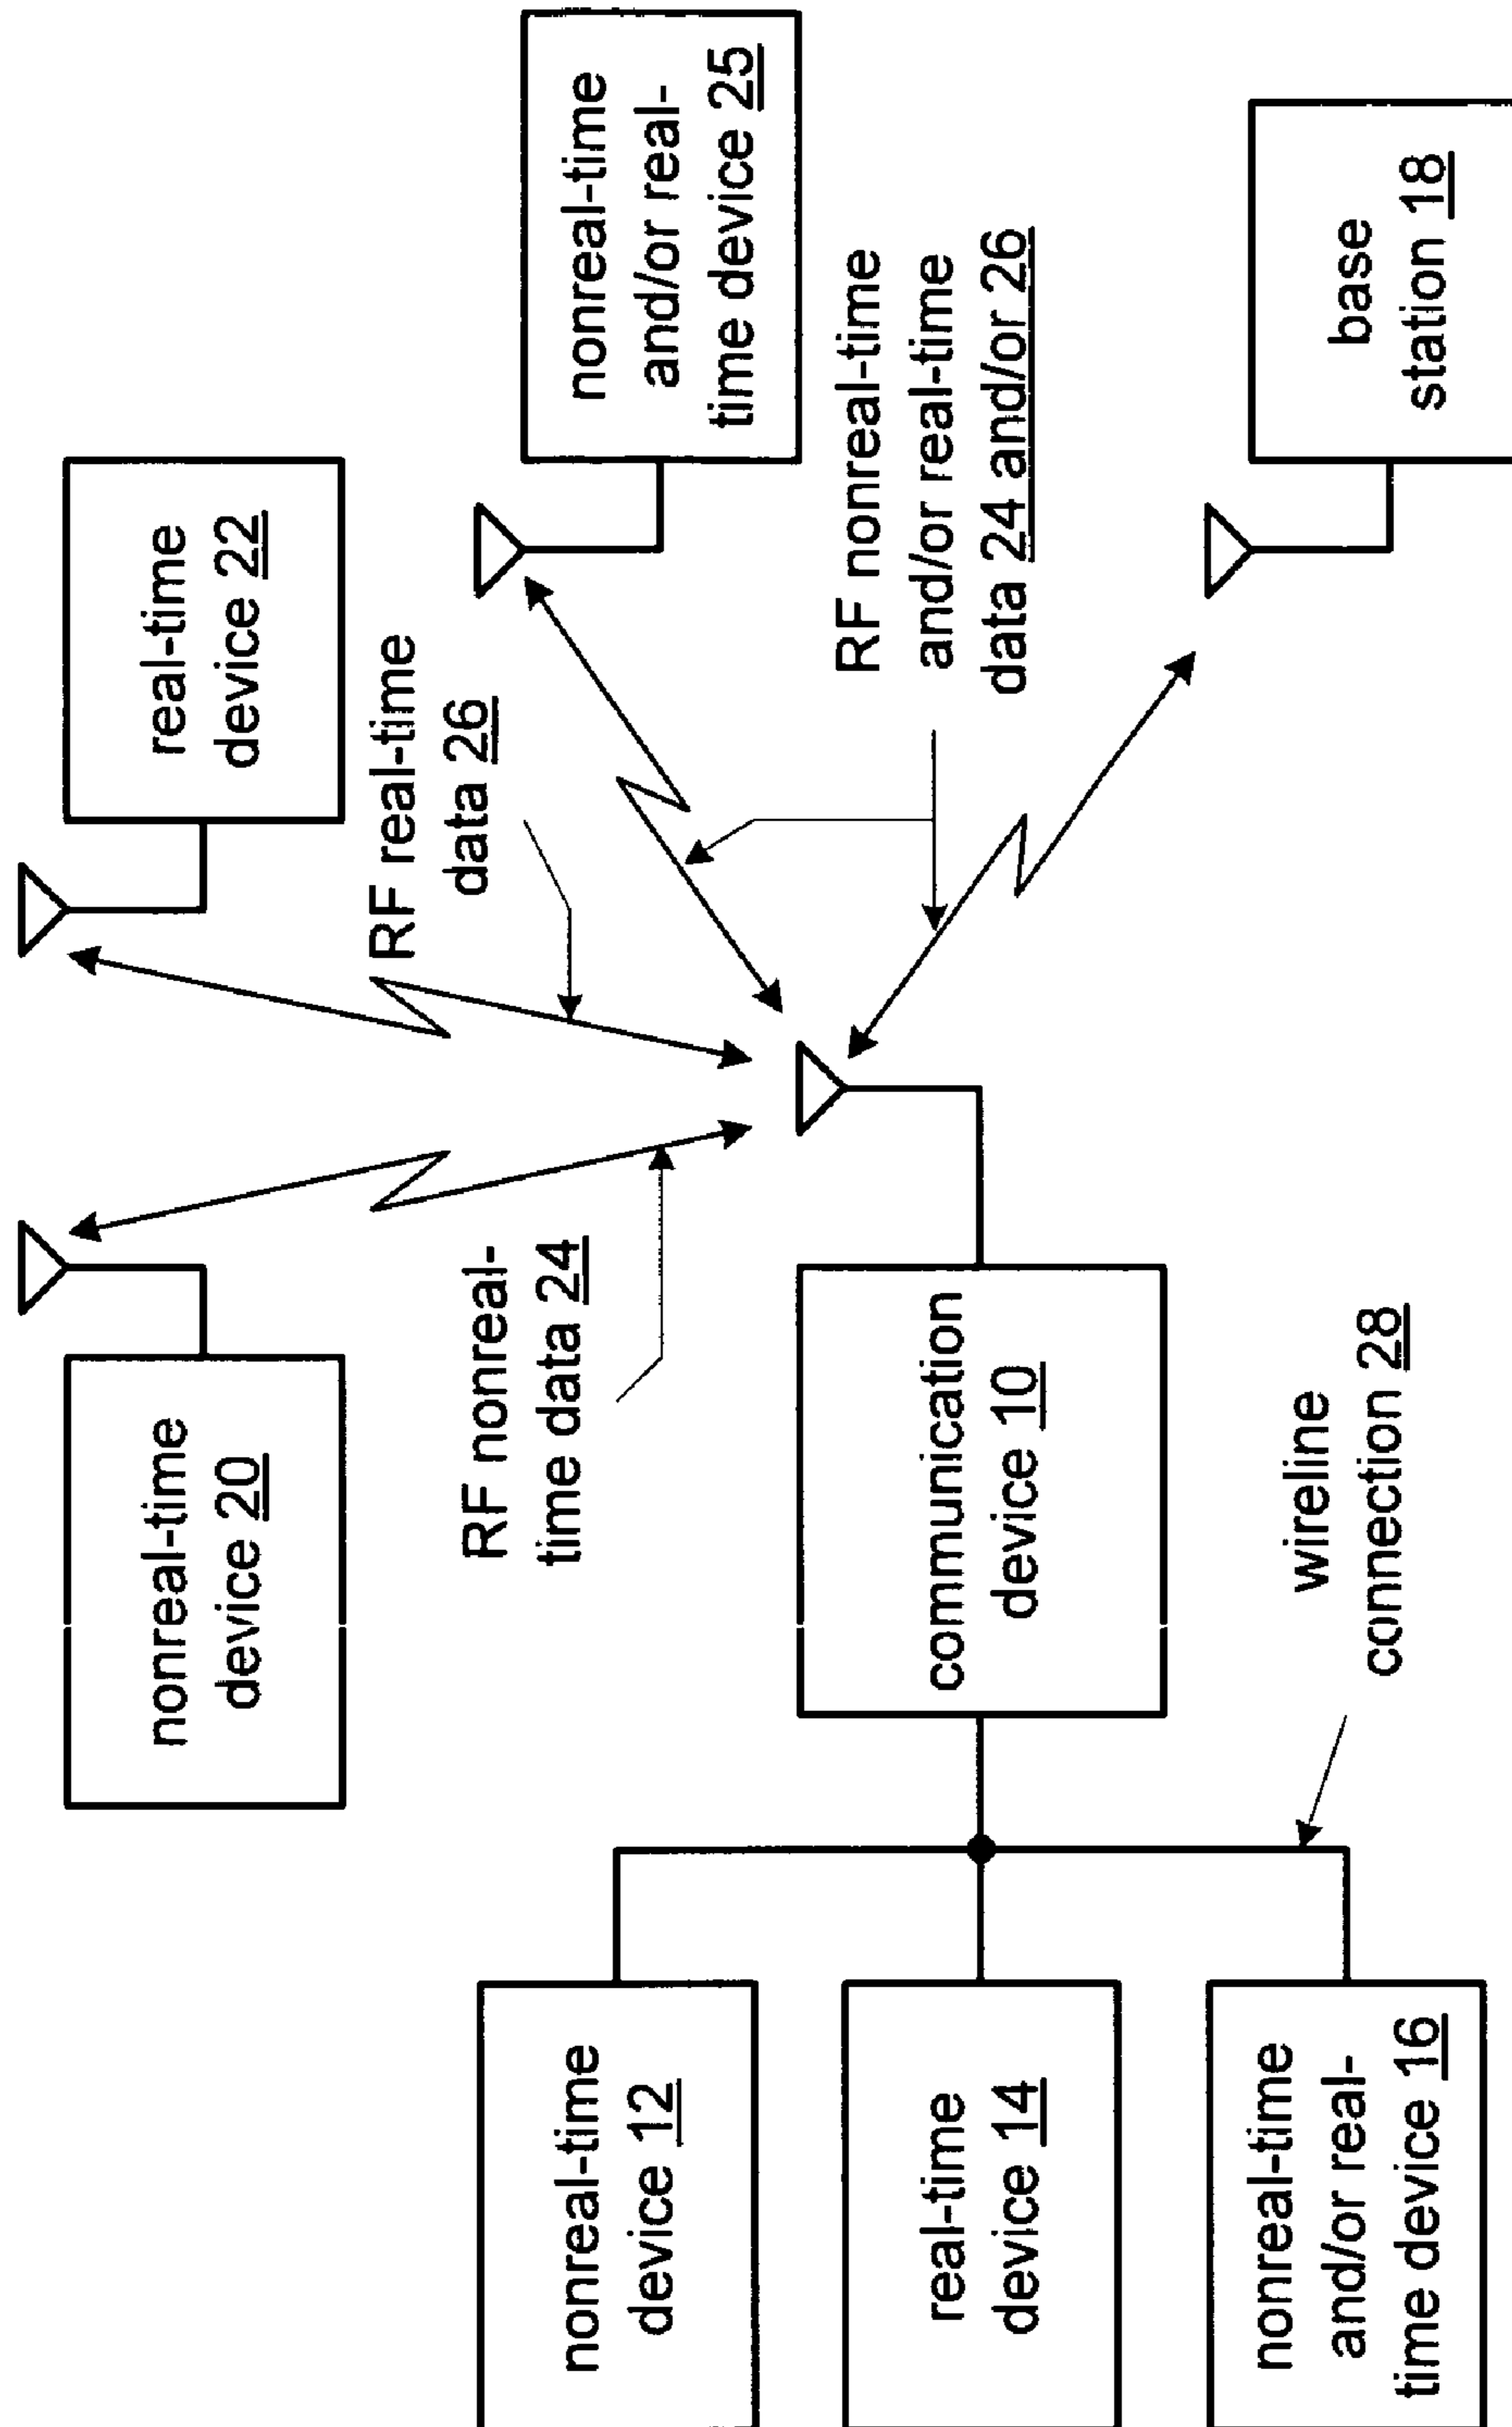 nonreal-time
device 20
real-time
device 22
RF nonreal-
time data 24
RF real-time
data 26
nonreal-time
and/or real-
time device 25
nonreal-time
device 12
real-time
device 14
nonreal-time
and/or real-
time device 16
communication
device 10
wireline
connection 28
RF nonreal-time
and/or real-time
data 24 and/or 26
base
station 18